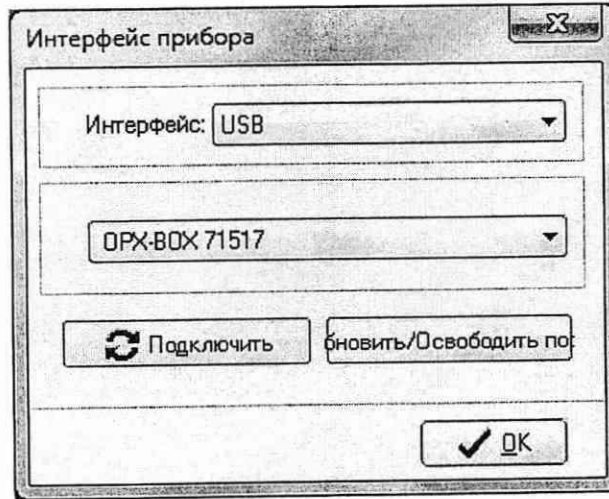 Интерфейс прибора
Интерфейс: USB
OPX-BOX 71517
Подключить
бновить/Освободить по
OK